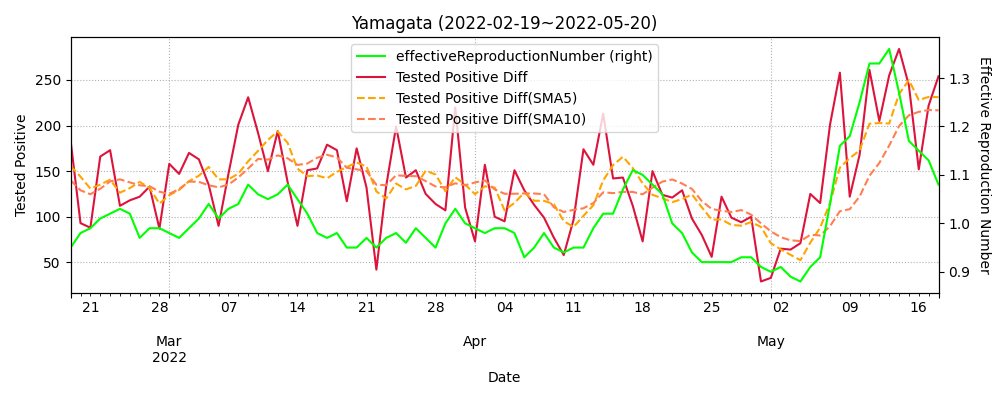 Yamagata (2022-02-19~2022-05-20)
effectiveReproductionNumber (right)
Tested Positive Diff
Tested Positive Diff(SMA5)
Tested Positive Diff(SMA10)
Tested Positive
250
200
150
100
50
1.3
1.2
1.1
1.0
0.9
Effective Reproduction Number
21 28 07 14 21 28 04 11 18 25 02 09 16
Mar Apr May
2022
Date